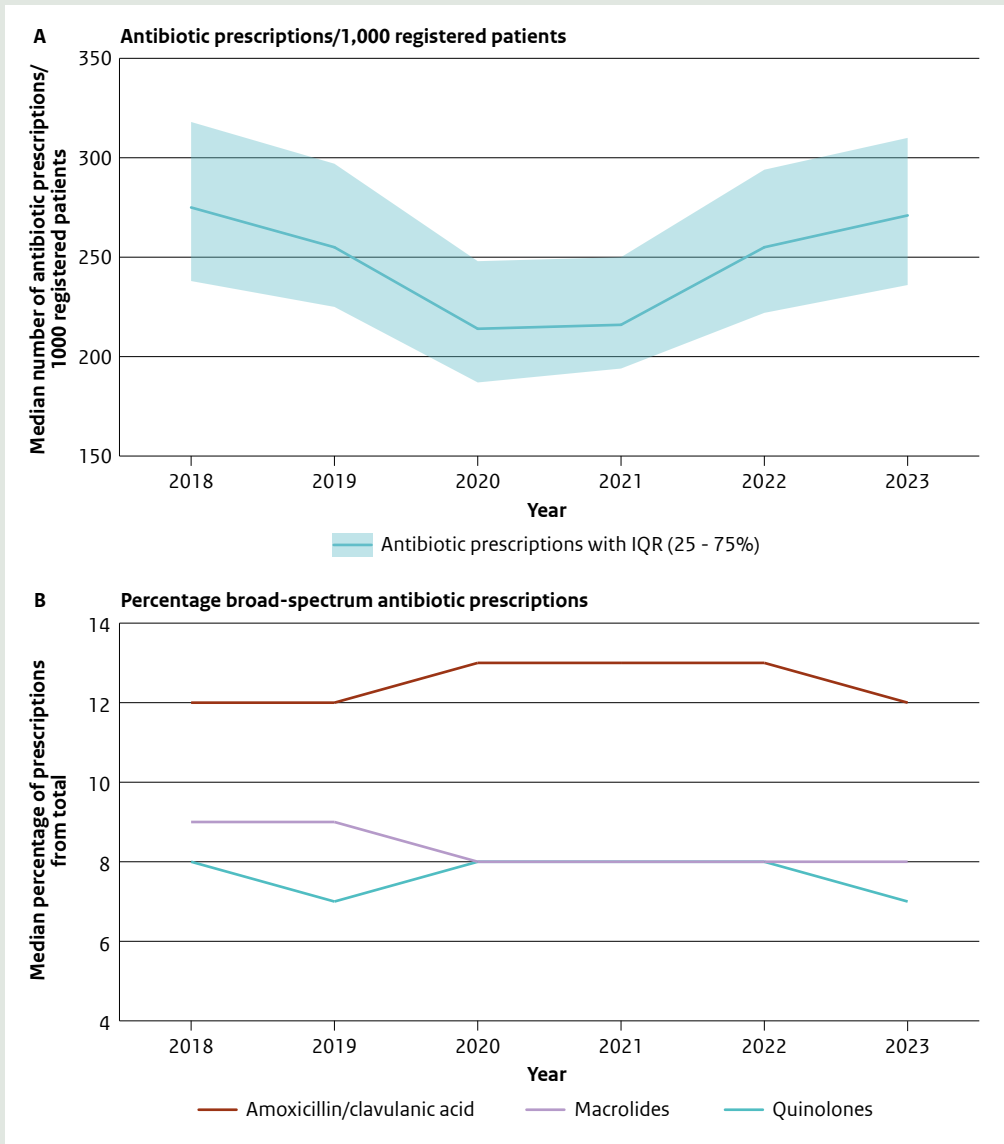 A Antibiotic prescriptions/1,000 registered patients
Median number of antibiotic prescriptions/
1000 registered patients
350
300
250
200
150
2018 2019 2020 2021 2022 2023
Year
Antibiotic prescriptions with IQR (25 - 75%)
B Percentage broad-spectrum antibiotic prescriptions
Median percentage of prescriptions
from total
14
12
10
8
6
4
2018 2019 2020 2021 2022 2023
Year
Amoxicillin/clavulanic acid Macrolides Quinolones